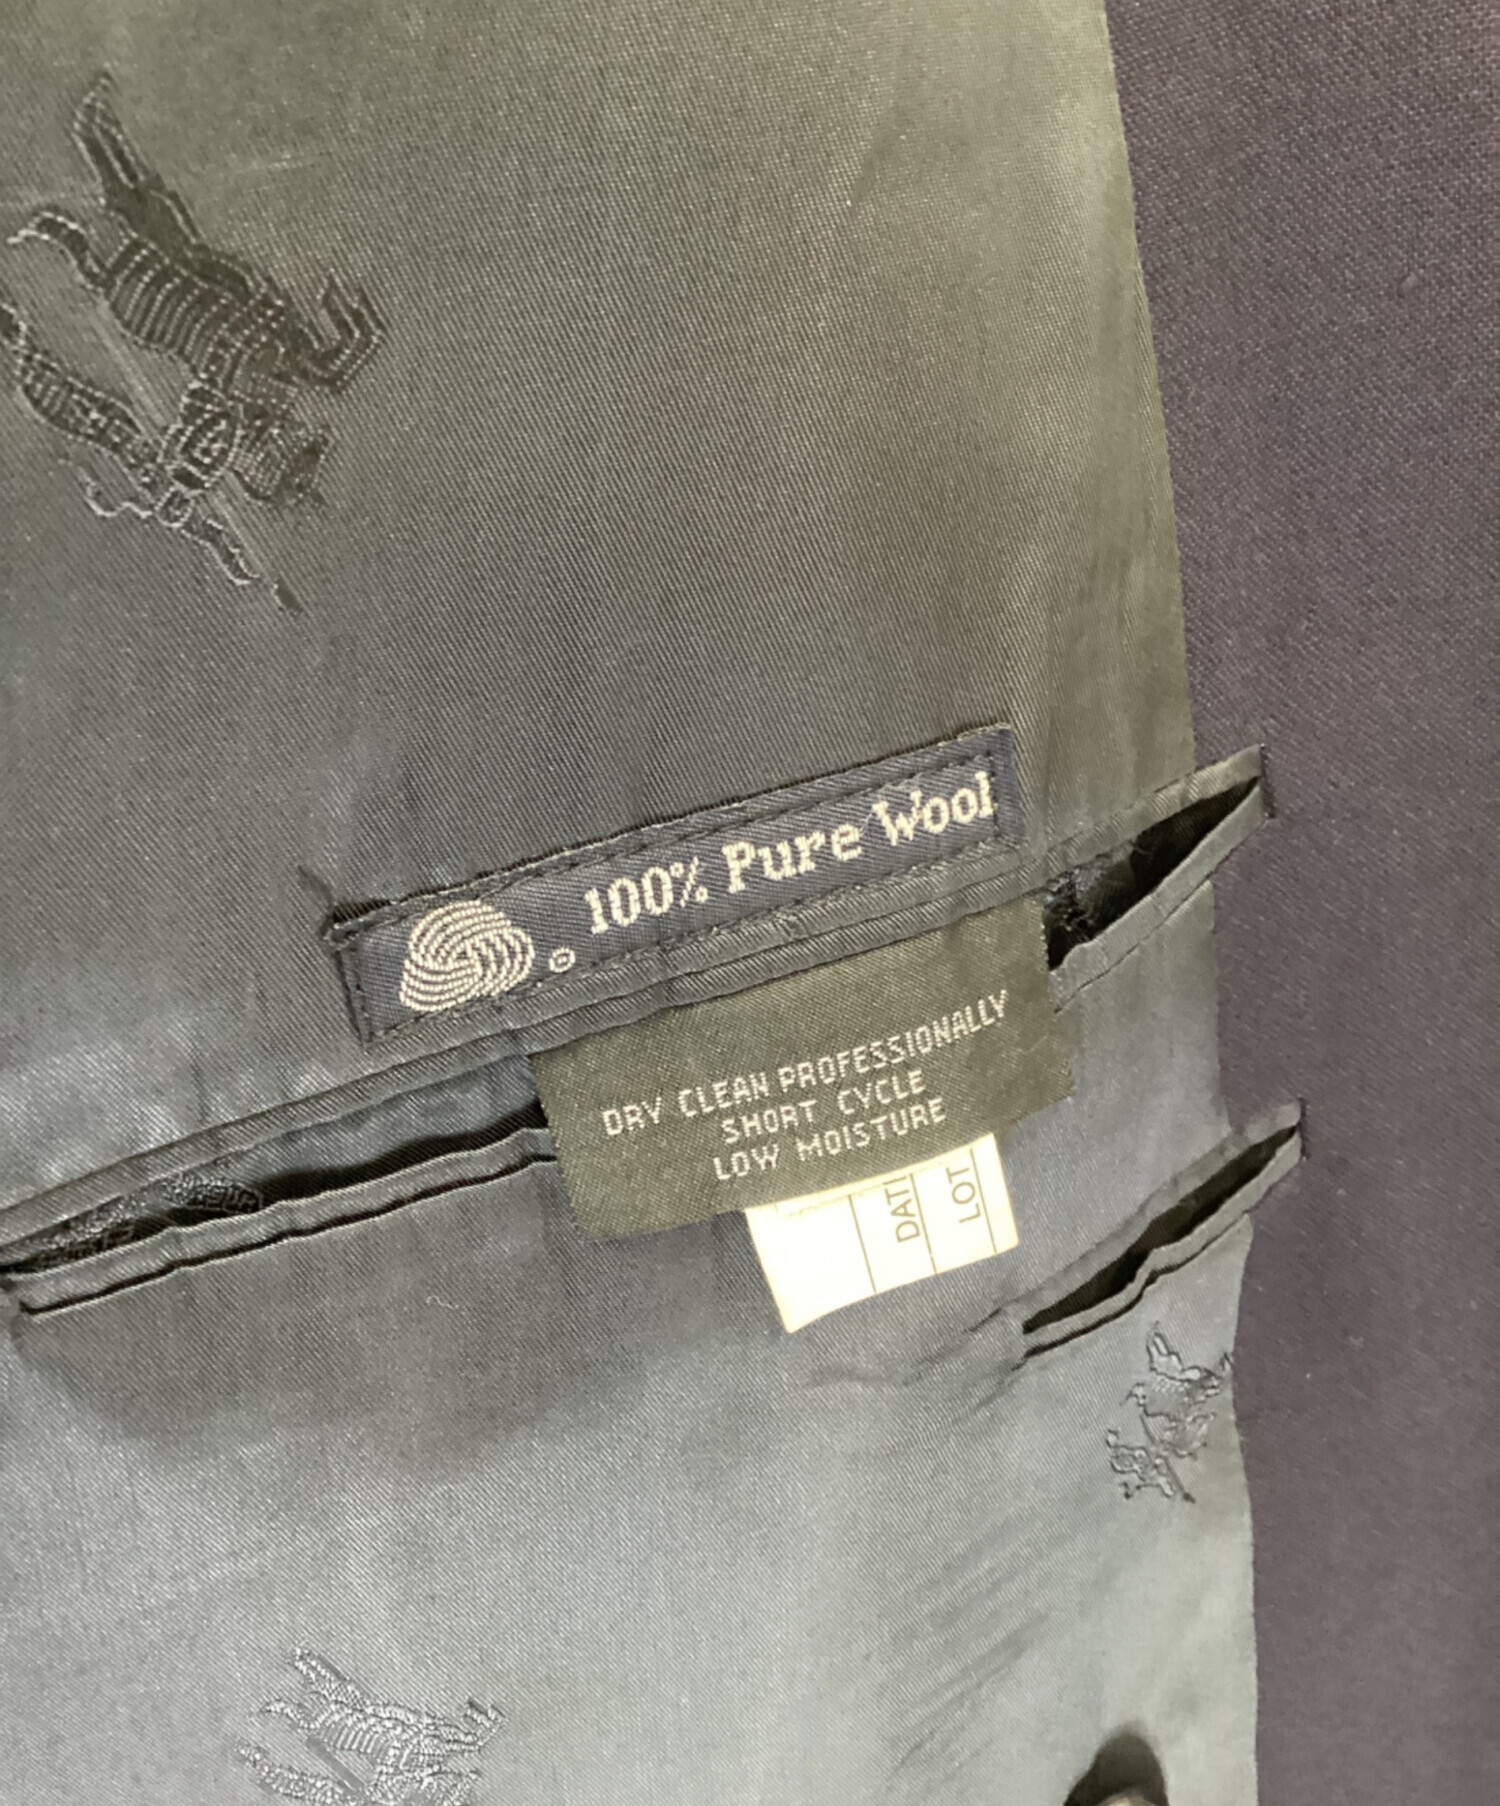 100% Pure Wool
DRY CLEAN PROFESSIONALLY
SHORT CYCLE
LOW MOISTURE
LOT